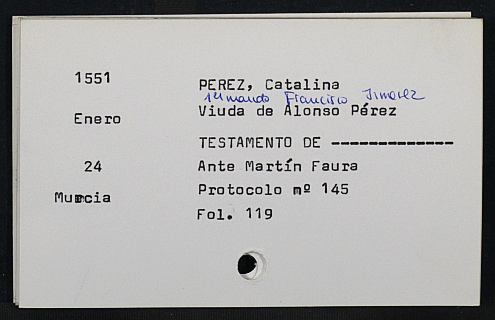 1551
PEREZ, Catalina
1er marido Francisco Jimenez
Enero
Viuda de Alonso Pérez
TESTAMENTO DE -------------
24
Ante Martín Faura
Murcia
Protocolo nº 145
Fol. 119